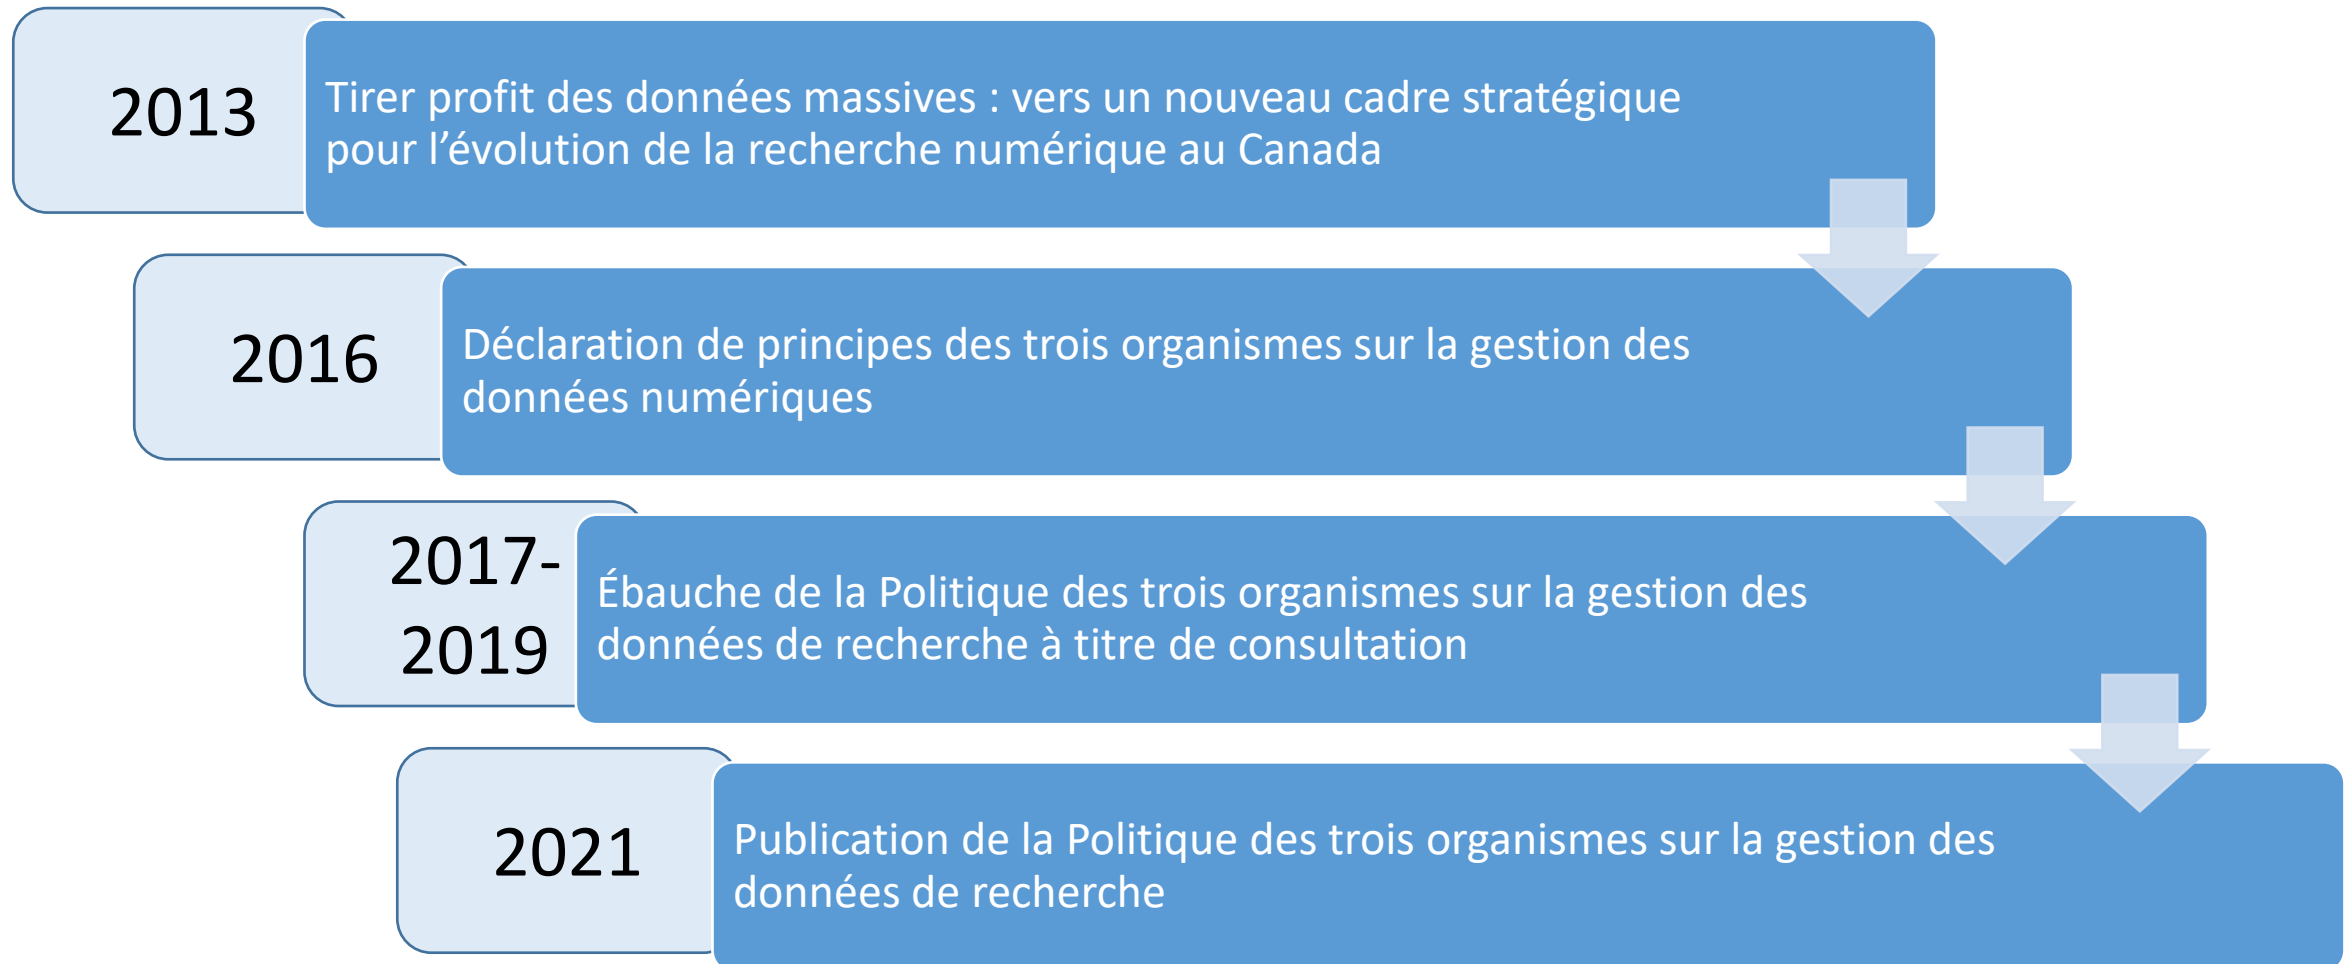 2013
Tirer profit des données massives : vers un nouveau cadre stratégique
pour l’évolution de la recherche numérique au Canada
2016
Déclaration de principes des trois organismes sur la gestion des
données numériques
2017-
2019
Ébauche de la Politique des trois organismes sur la gestion des
données de recherche à titre de consultation
2021
Publication de la Politique des trois organismes sur la gestion des
données de recherche